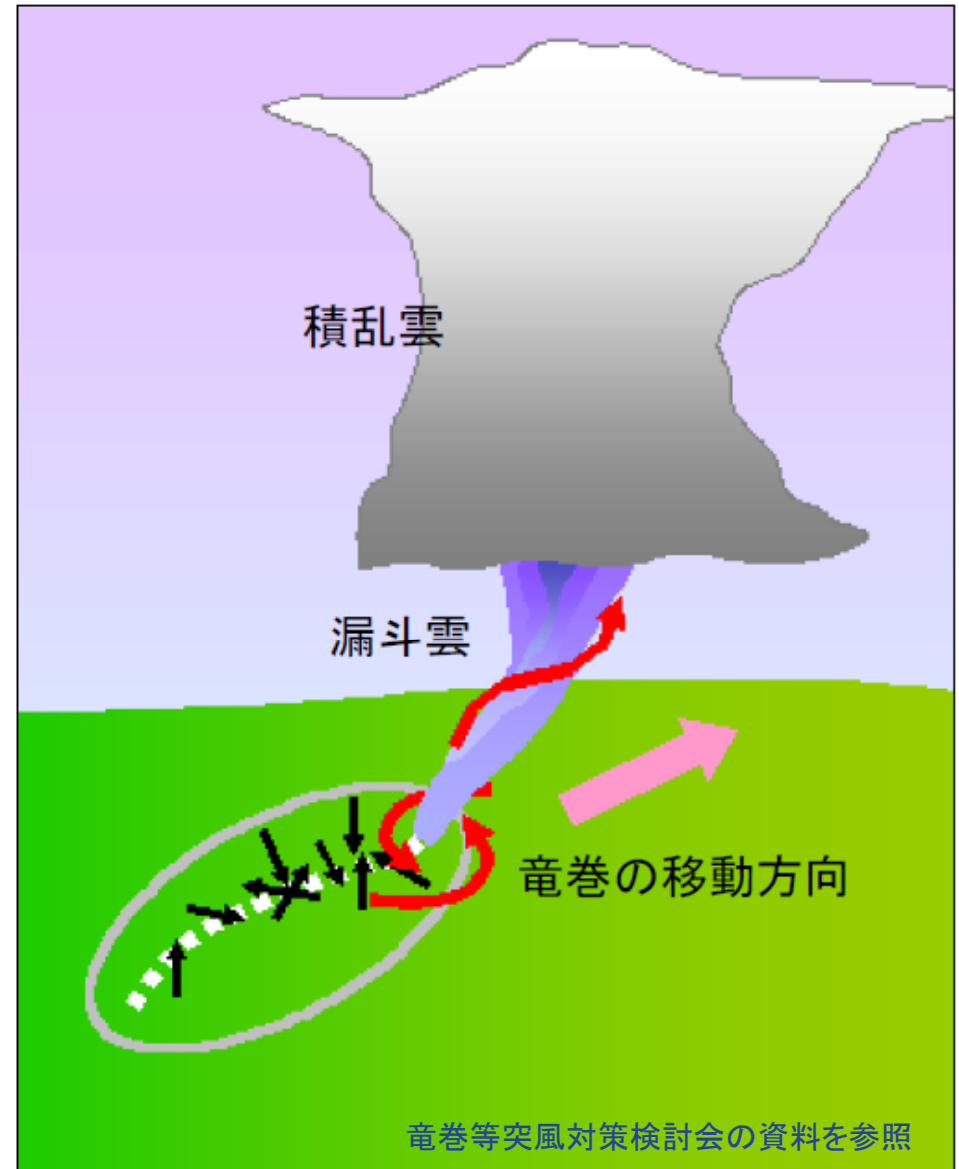 積乱雲
漏斗雲
竜巻の移動方向
竜巻等突風対策検討会の資料を参照